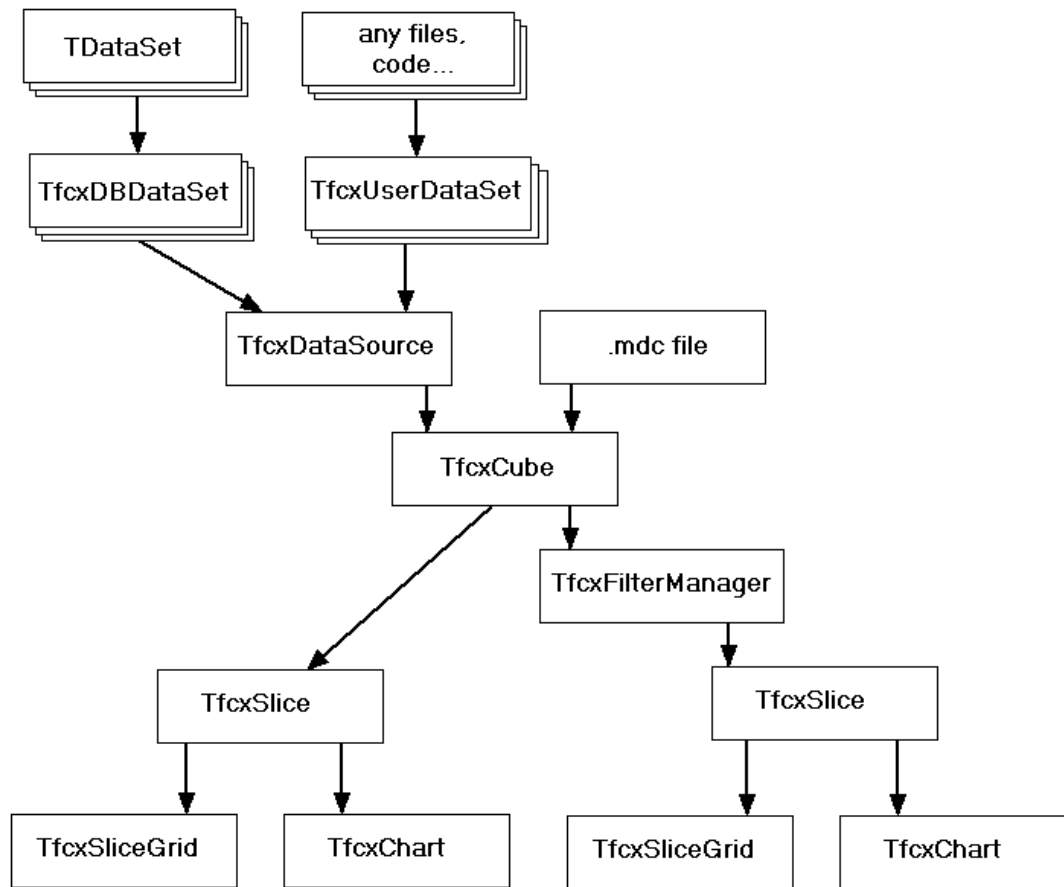 TDataSet
any files,
code...
TfcxDBDataSet
TfcxUserDataSet
TfcxDataSource
.mdc file
TfcxCube
TfcxFilterManager
TfcxSlice
TfcxSlice
TfcxSliceGrid
TfcxChart
TfcxSliceGrid
TfcxChart